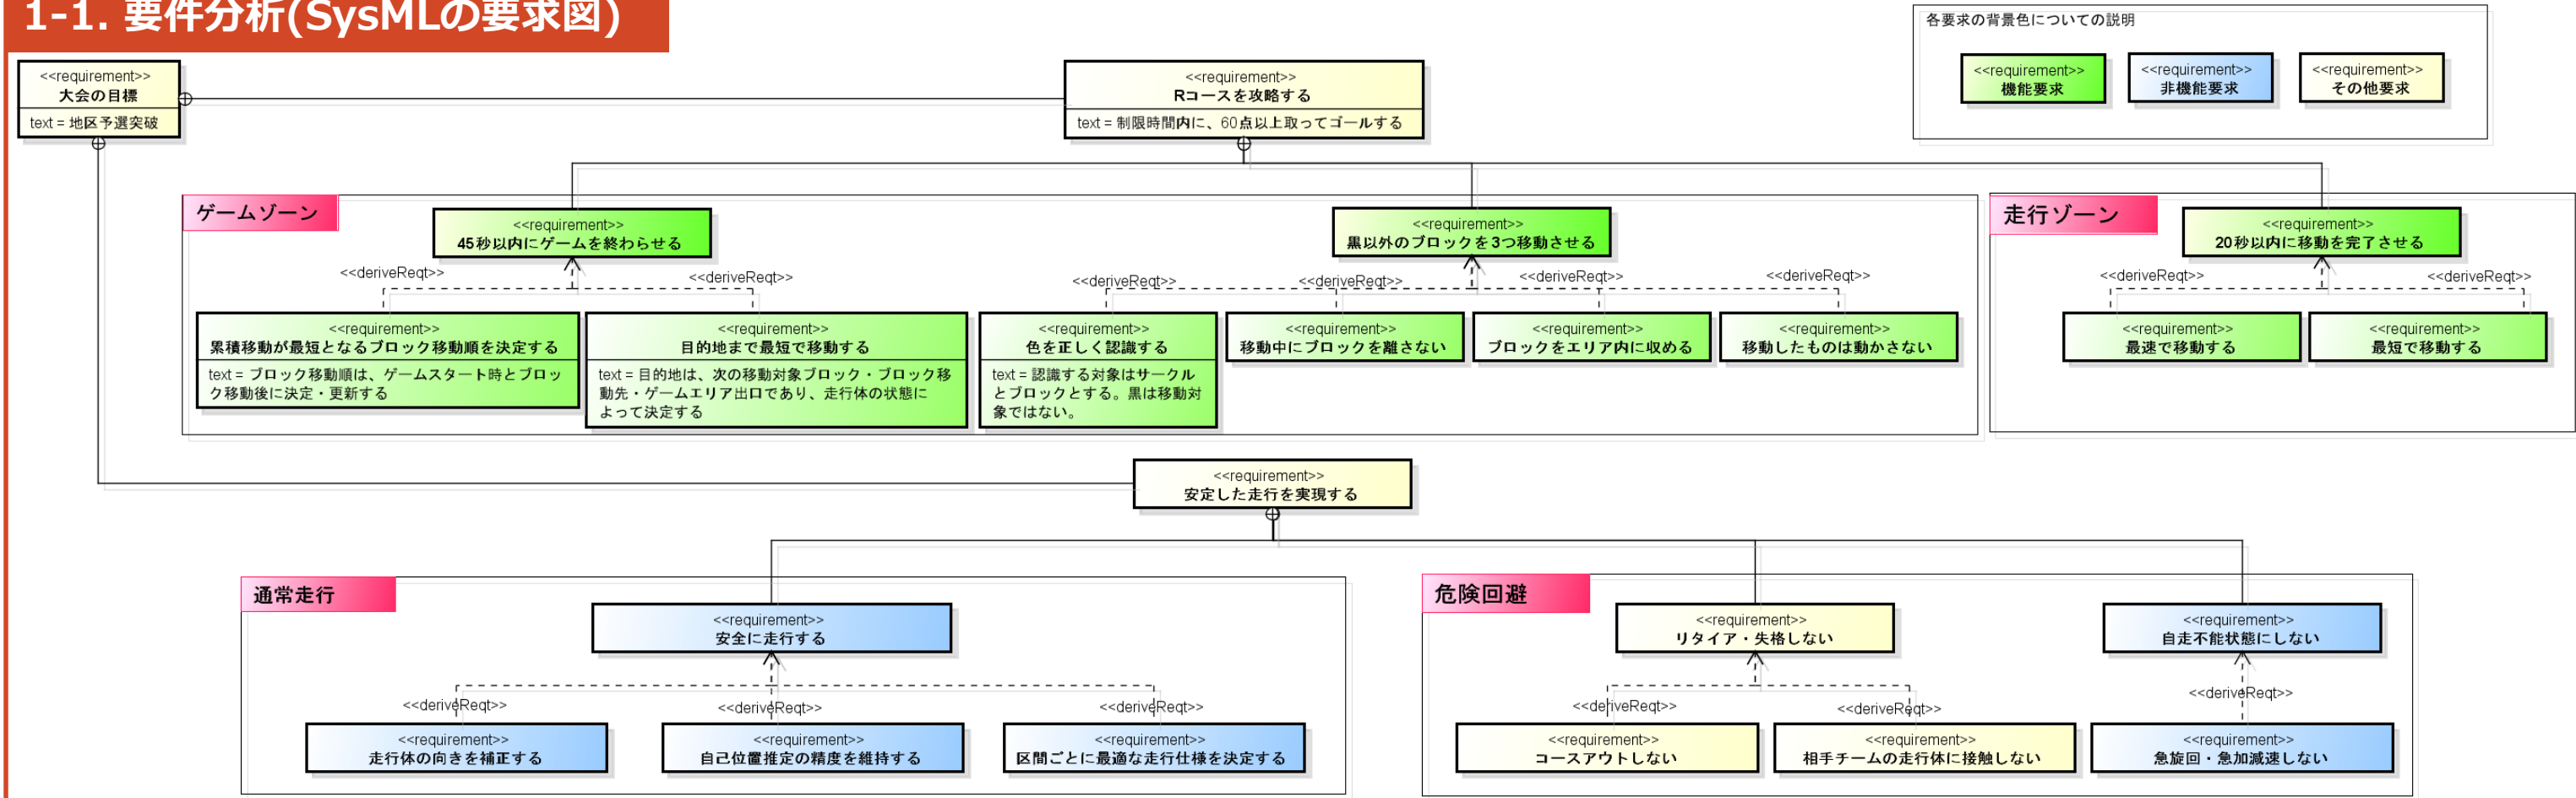 1-1. 要件分析(SysMLの要求図)
各要求の背景色についての説明
<<requirement>>
機能要求
<<requirement>>
非機能要求
<<requirement>>
その他要求
<<requirement>>
大会の目標
text = 地区予選突破
<<requirement>>
Rコースを攻略する
text = 制限時間内に、60点以上取ってゴールする
ゲームゾーン
<<requirement>>
45秒以内にゲームを終わらせる
<<requirement>>
黒以外のブロックを3つ移動させる
走行ゾーン
<<requirement>>
20秒以内に移動を完了させる
<<deriveReqt>>
<<deriveReqt>>
<<deriveReqt>>
<<deriveReqt>>
<<deriveReqt>>
<<deriveReqt>>
<<deriveReqt>>
<<deriveReqt>>
<<requirement>>
累積移動が最短となるブロック移動順を決定する
text = ブロック移動順は、ゲームスタート時とブロッ
ク移動後に決定・更新する
<<requirement>>
目的地まで最短で移動する
text = 目的地は、次の移動対象ブロック・ブロック移
動先・ゲームエリア出口であり、走行体の状態に
よって決定する
<<requirement>>
色を正しく認識する
text = 認識する対象はサークル
とブロックとする。黒は移動対
象ではない。
<<requirement>>
移動中にブロックを離さない
<<requirement>>
ブロックをエリア内に収める
<<requirement>>
移動したものは動かさない
<<requirement>>
最速で移動する
<<requirement>>
最短で移動する
<<requirement>>
安定した走行を実現する
通常走行
<<requirement>>
安全に走行する
危険回避
<<requirement>>
リタイア・失格しない
<<requirement>>
自走不能状態にしない
<<deriveReqt>>
<<deriveReqt>>
<<deriveReqt>>
<<deriveReqt>>
<<deriveReqt>>
<<deriveReqt>>
<<requirement>>
走行体の向きを補正する
<<requirement>>
自己位置推定の精度を維持する
<<requirement>>
区間ごとに最適な走行仕様を決定する
<<requirement>>
コースアウトしない
<<requirement>>
相手チームの走行体に接触しない
<<requirement>>
急旋回・急加減速しない